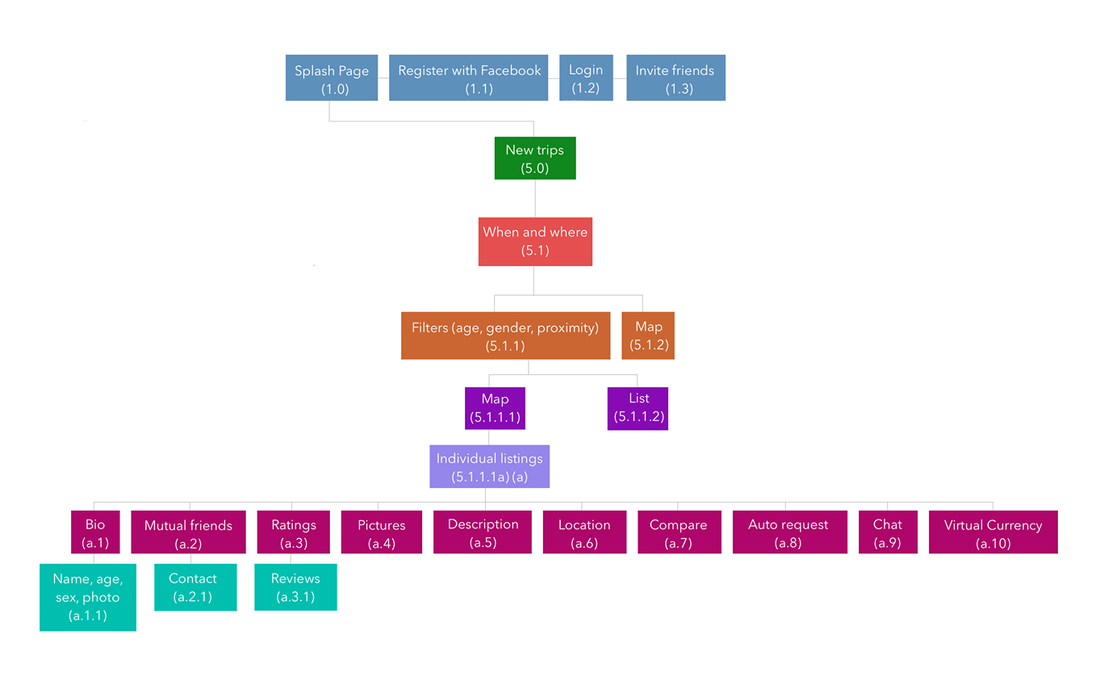 Splash Page
(1.0)
Register with Facebook
(1.1)
Login
(1.2)
Invite friends
(1.3)
New trips
(5.0)
When and where
(5.1)
Filters (age, gender, proximity)
(5.1.1)
Map
(5.1.2)
Map
(5.1.1.1)
List
(5.1.1.2)
Individual listings
(5.1.1.1a) (a)
Bio
(a.1)
Mutual friends
(a.2)
Ratings
(a.3)
Pictures
(a.4)
Description
(a.5)
Location
(a.6)
Compare
(a.7)
Auto request
(a.8)
Chat
(a.9)
Virtual Currency
(a.10)
Name, age,
sex, photo
(a.1.1)
Contact
(a.2.1)
Reviews
(a.3.1)